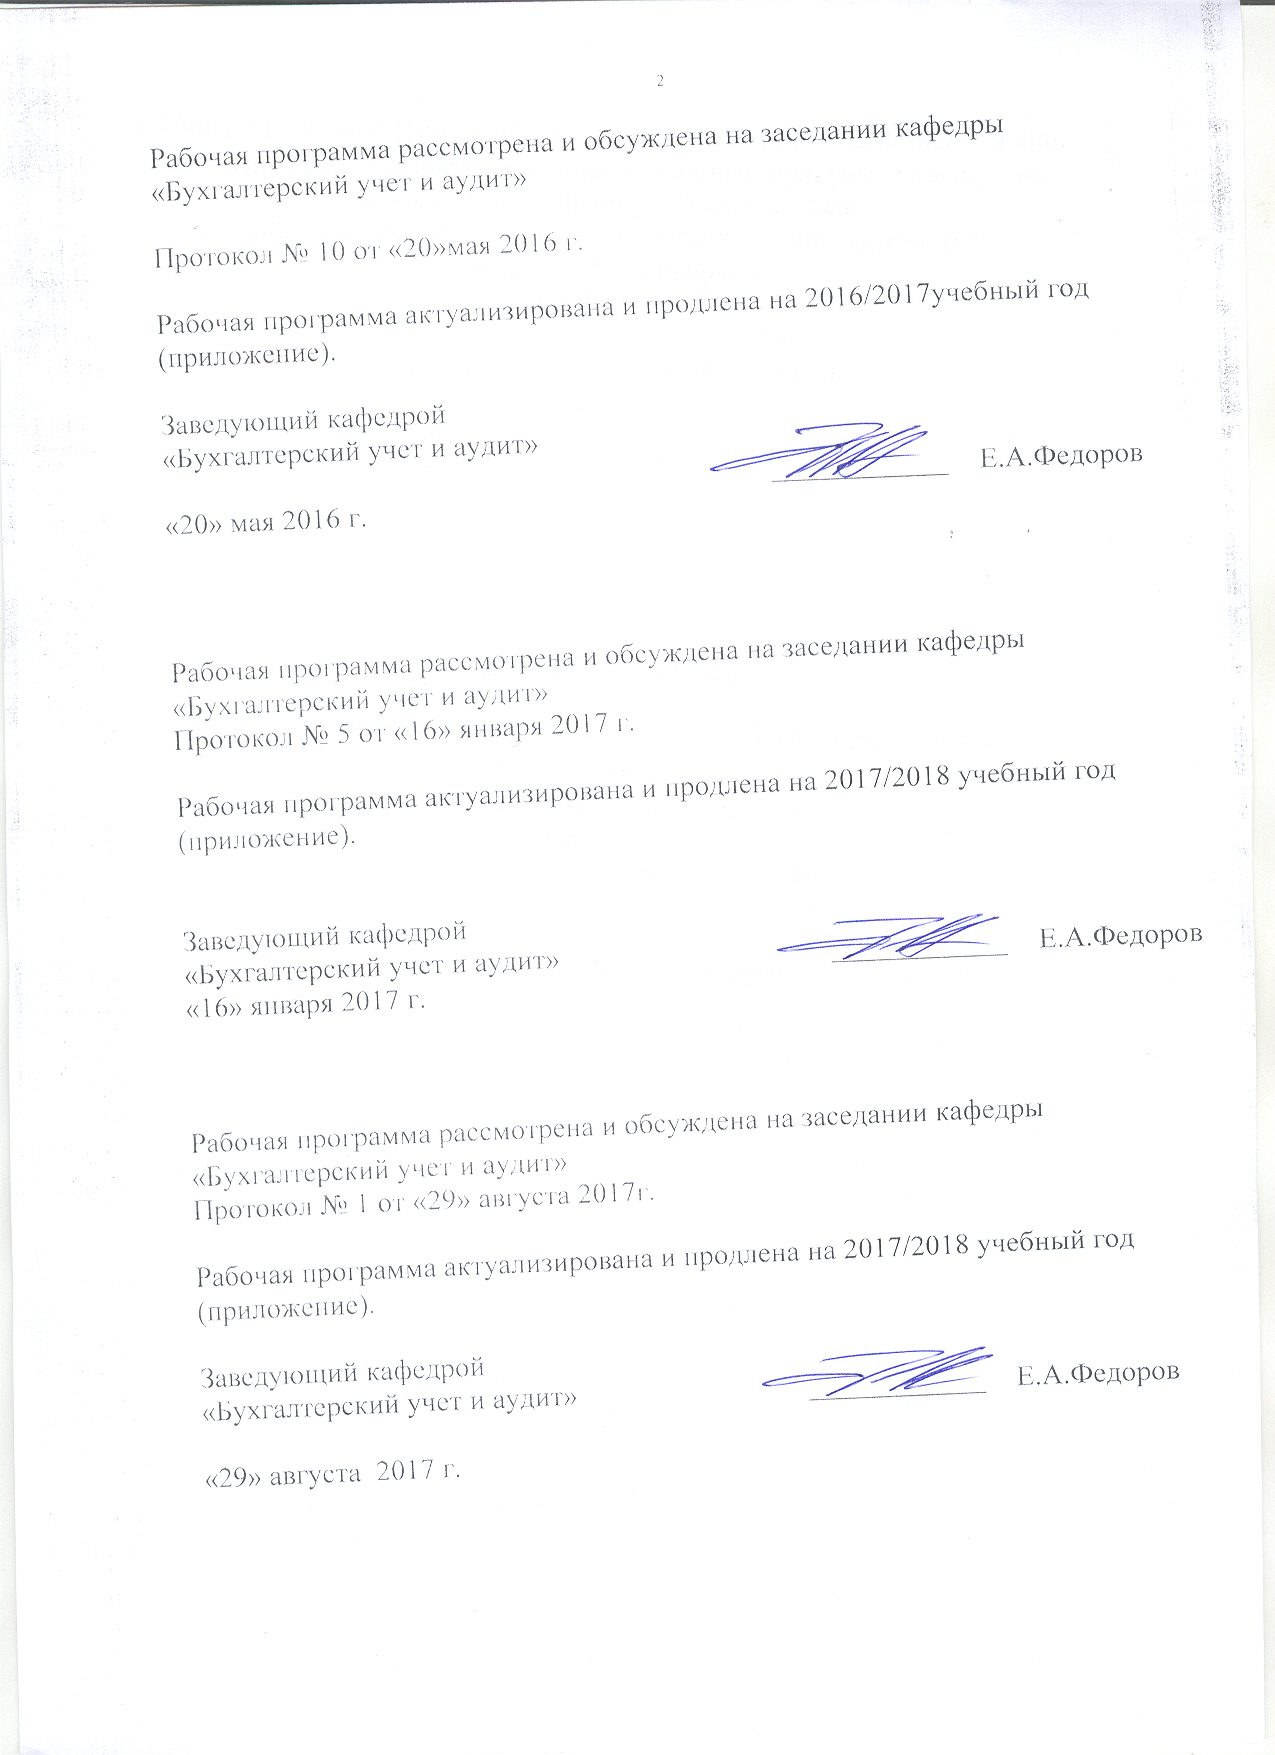 2
Рабочая программа рассмотрена и обсуждена на заседании кафедры
«Бухгалтерский учет и аудит»
Протокол № 10 от «20»мая 2016 г.
Рабочая программа актуализирована и продлена на 2016/2017учебный год
(приложение).
Заведующий кафедрой
«Бухгалтерский учет и аудит» Е.А.Федоров
«20» мая 2016 г.
Рабочая программа рассмотрена и обсуждена на заседании кафедры
«Бухгалтерский учет и аудит»
Протокол № 5 от «16» января 2017 г.
Рабочая программа актуализирована и продлена на 2017/2018 учебный год
(приложение).
Заведующий кафедрой Е.А.Федоров
«Бухгалтерский учет и аудит»
«16» января 2017 г.
Рабочая программа рассмотрена и обсуждена на заседании кафедры
«Бухгалтерский учет и аудит»
Протокол № 1 от «29» августа 2017г.
Рабочая программа актуализирована и продлена на 2017/2018 учебный год
(приложение).
Заведующий кафедрой Е.А.Федоров
«Бухгалтерский учет и аудит»
«29» августа 2017 г.